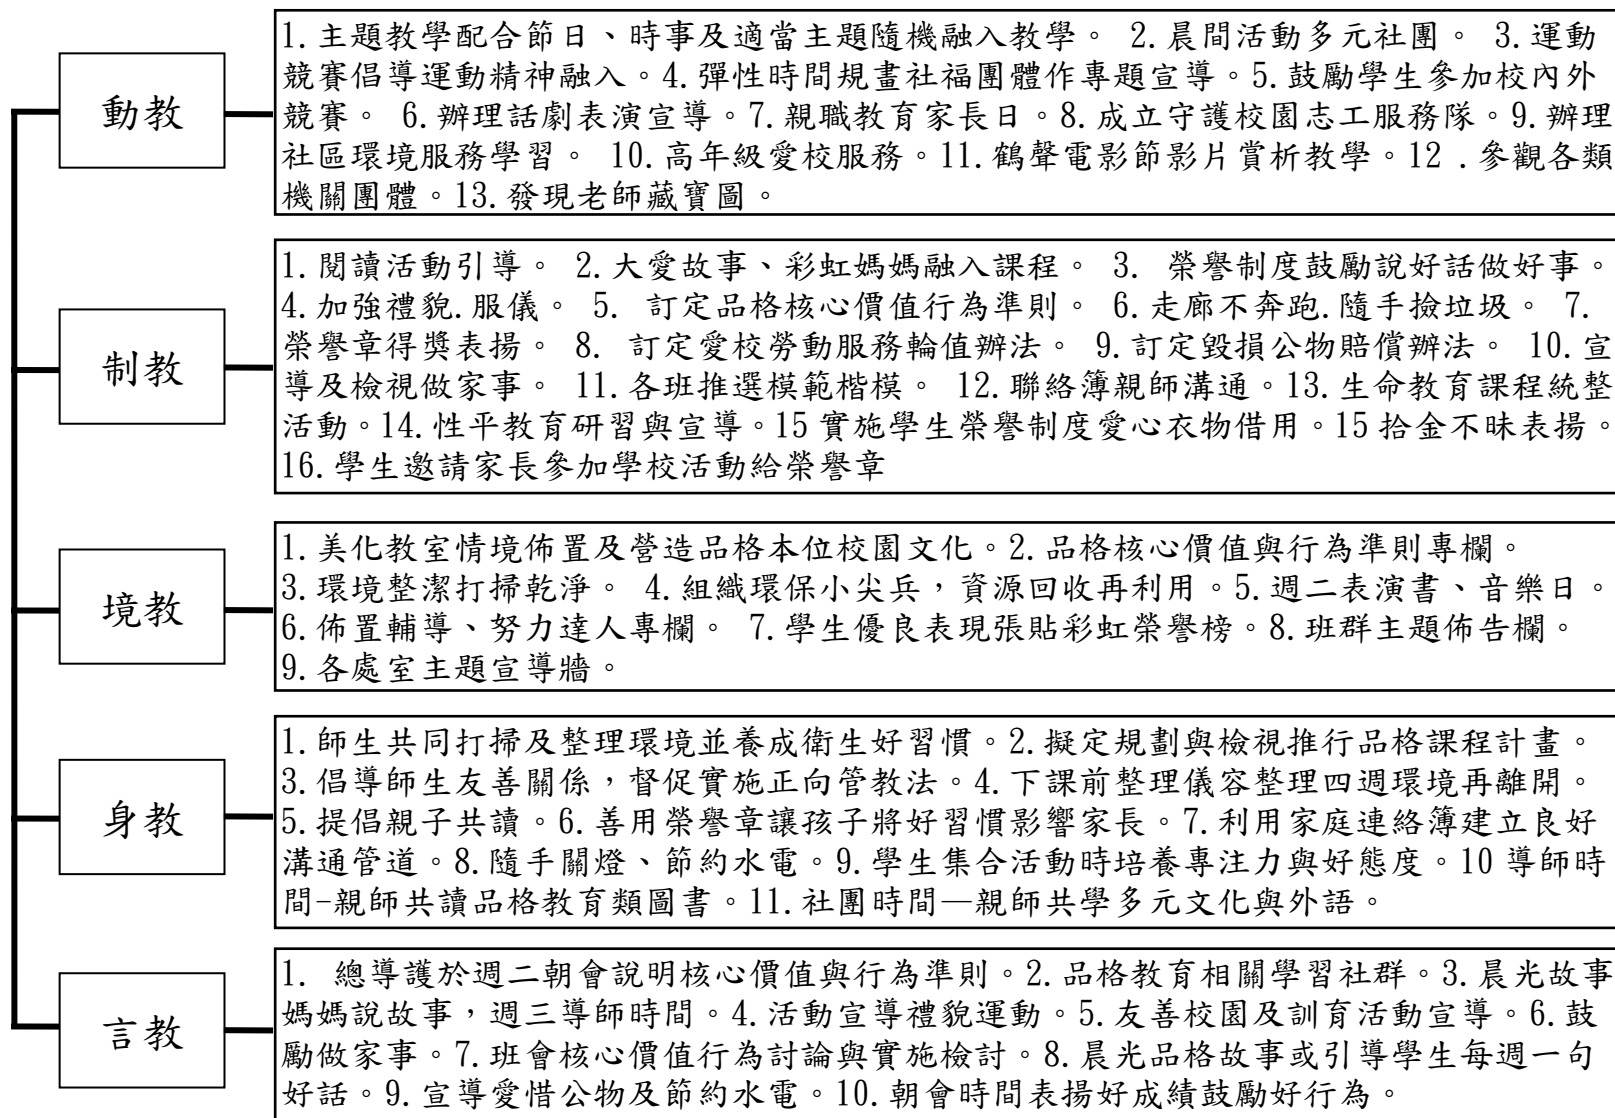 動教
1.主題教學配合節日、時事及適當主題隨機融入教學。 2.晨間活動多元社團。 3.運動
競賽倡導運動精神融入。4.彈性時間規畫社福團體作專題宣導。5.鼓勵學生參加校內外
競賽。 6.辦理話劇表演宣導。7.親職教育家長日。8.成立守護校園志工服務隊。9.辦理
社區環境服務學習。 10.高年級愛校服務。11.鶴聲電影節影片賞析教學。12 .參觀各類
機關團體。13.發現老師藏寶圖。
制教
1.閱讀活動引導。 2.大愛故事、彩虹媽媽融入課程。 3. 榮譽制度鼓勵說好話做好事。
4.加強禮貌.服儀。 5. 訂定品格核心價值行為準則。 6.走廊不奔跑.隨手撿垃圾。 7.
榮譽章得獎表揚。 8. 訂定愛校勞動服務輪值辦法。 9.訂定毀損公物賠償辦法。 10.宣
導及檢視做家事。 11.各班推選模範楷模。 12.聯絡簿親師溝通。13.生命教育課程統整
活動。14.性平教育研習與宣導。15 實施學生榮譽制度愛心衣物借用。15 拾金不昧表揚。
16.學生邀請家長參加學校活動給榮譽章
境教
1.美化教室情境佈置及營造品格本位校園文化。2.品格核心價值與行為準則專欄。
3.環境整潔打掃乾淨。 4.組織環保小尖兵，資源回收再利用。5.週二表演書、音樂日。
6.佈置輔導、努力達人專欄。 7.學生優良表現張貼彩虹榮譽榜。8.班群主題佈告欄。
9.各處室主題宣導牆。
身教
1.師生共同打掃及整理環境並養成衛生好習慣。2.擬定規劃與檢視推行品格課程計畫。
3.倡導師生友善關係，督促實施正向管教法。4.下課前整理儀容整理四週環境再離開。
5.提倡親子共讀。6.善用榮譽章讓孩子將好習慣影響家長。7.利用家庭連絡簿建立良好
溝通管道。8.隨手關燈、節約水電。9.學生集合活動時培養專注力與好態度。10 導師時
間-親師共讀品格教育類圖書。11.社團時間—親師共學多元文化與外語。
言教
1. 總導護於週二朝會說明核心價值與行為準則。2.品格教育相關學習社群。3.晨光故事
媽媽說故事，週三導師時間。4.活動宣導禮貌運動。5.友善校園及訓育活動宣導。6.鼓
勵做家事。7.班會核心價值行為討論與實施檢討。8.晨光品格故事或引導學生每週一句
好話。9.宣導愛惜公物及節約水電。10.朝會時間表揚好成績鼓勵好行為。